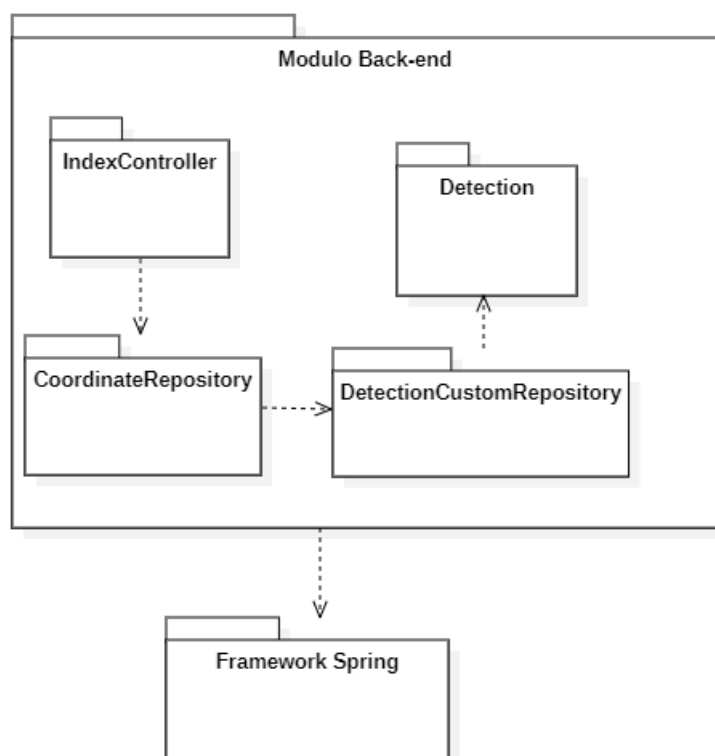 Modulo Back-end
IndexController
Detection
CoordinateRepository
DetectionCustomRepository
Framework Spring